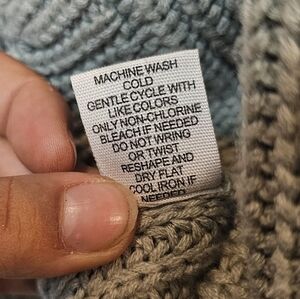 MACHINE WASH
COLD
GENTLE CYCLE WITH
LIKE COLORS
ONLY NON-CHLORINE
BLEACH IF NEEDED
DO NOT WRING
OR TWIST
RESHAPE AND
DRY FLAT
COOL IRON IF
NEEDED